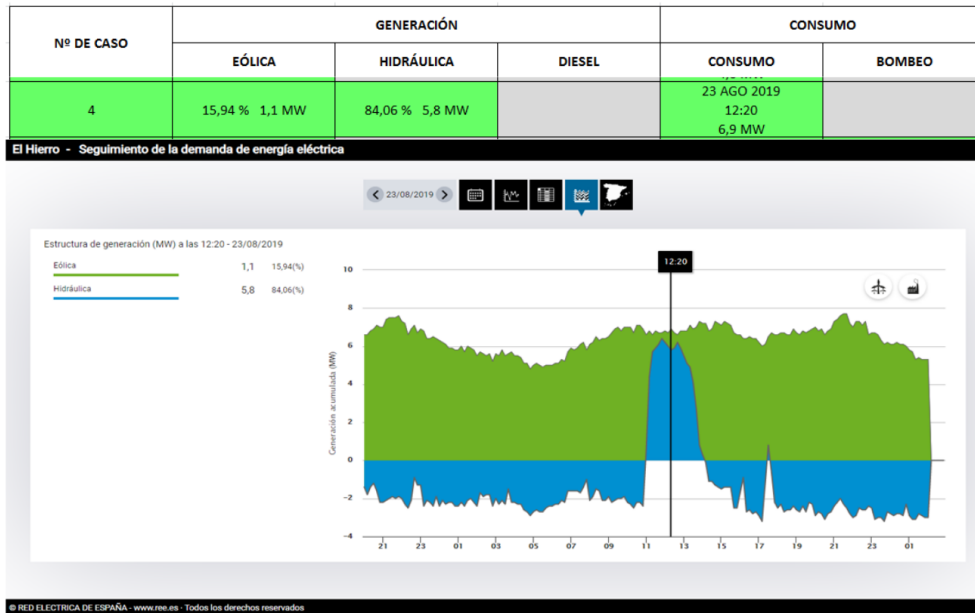 Nº DE CASO
GENERACIÓN
CONSUMO
EÓLICA
HIDRÁULICA
DIESEL
CONSUMO
BOMBEO
4
15,94 % 1,1 MW
84,06 % 5,8 MW
23 AGO 2019
12:20
6,9 MW
El Hierro - Seguimiento de la demanda de energía eléctrica
23/08/2019
Estructura de generación (MW) a las 12:20 - 23/08/2019
Eólica 1,1 15,94(%)
Hidráulica 5,8 84,06(%)
12:20
Generación acumulada (MW)
10
8
6
4
2
0
-2
-4
21 23 01 03 05 07 09 11 13 15 17 19 21 23 01
© RED ELECTRICA DE ESPAÑA - www.ree.es - Todos los derechos reservados